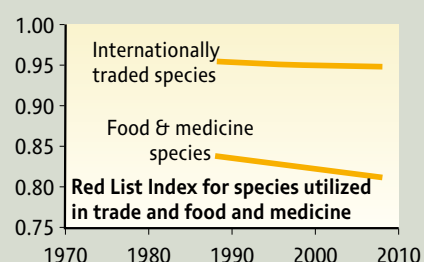 1.00
0.95
0.90
0.85
0.80
0.75
Internationally
traded species
Food & medicine
species
Red List Index for species utilized
in trade and food and medicine
1970 1980 1990 2000 2010